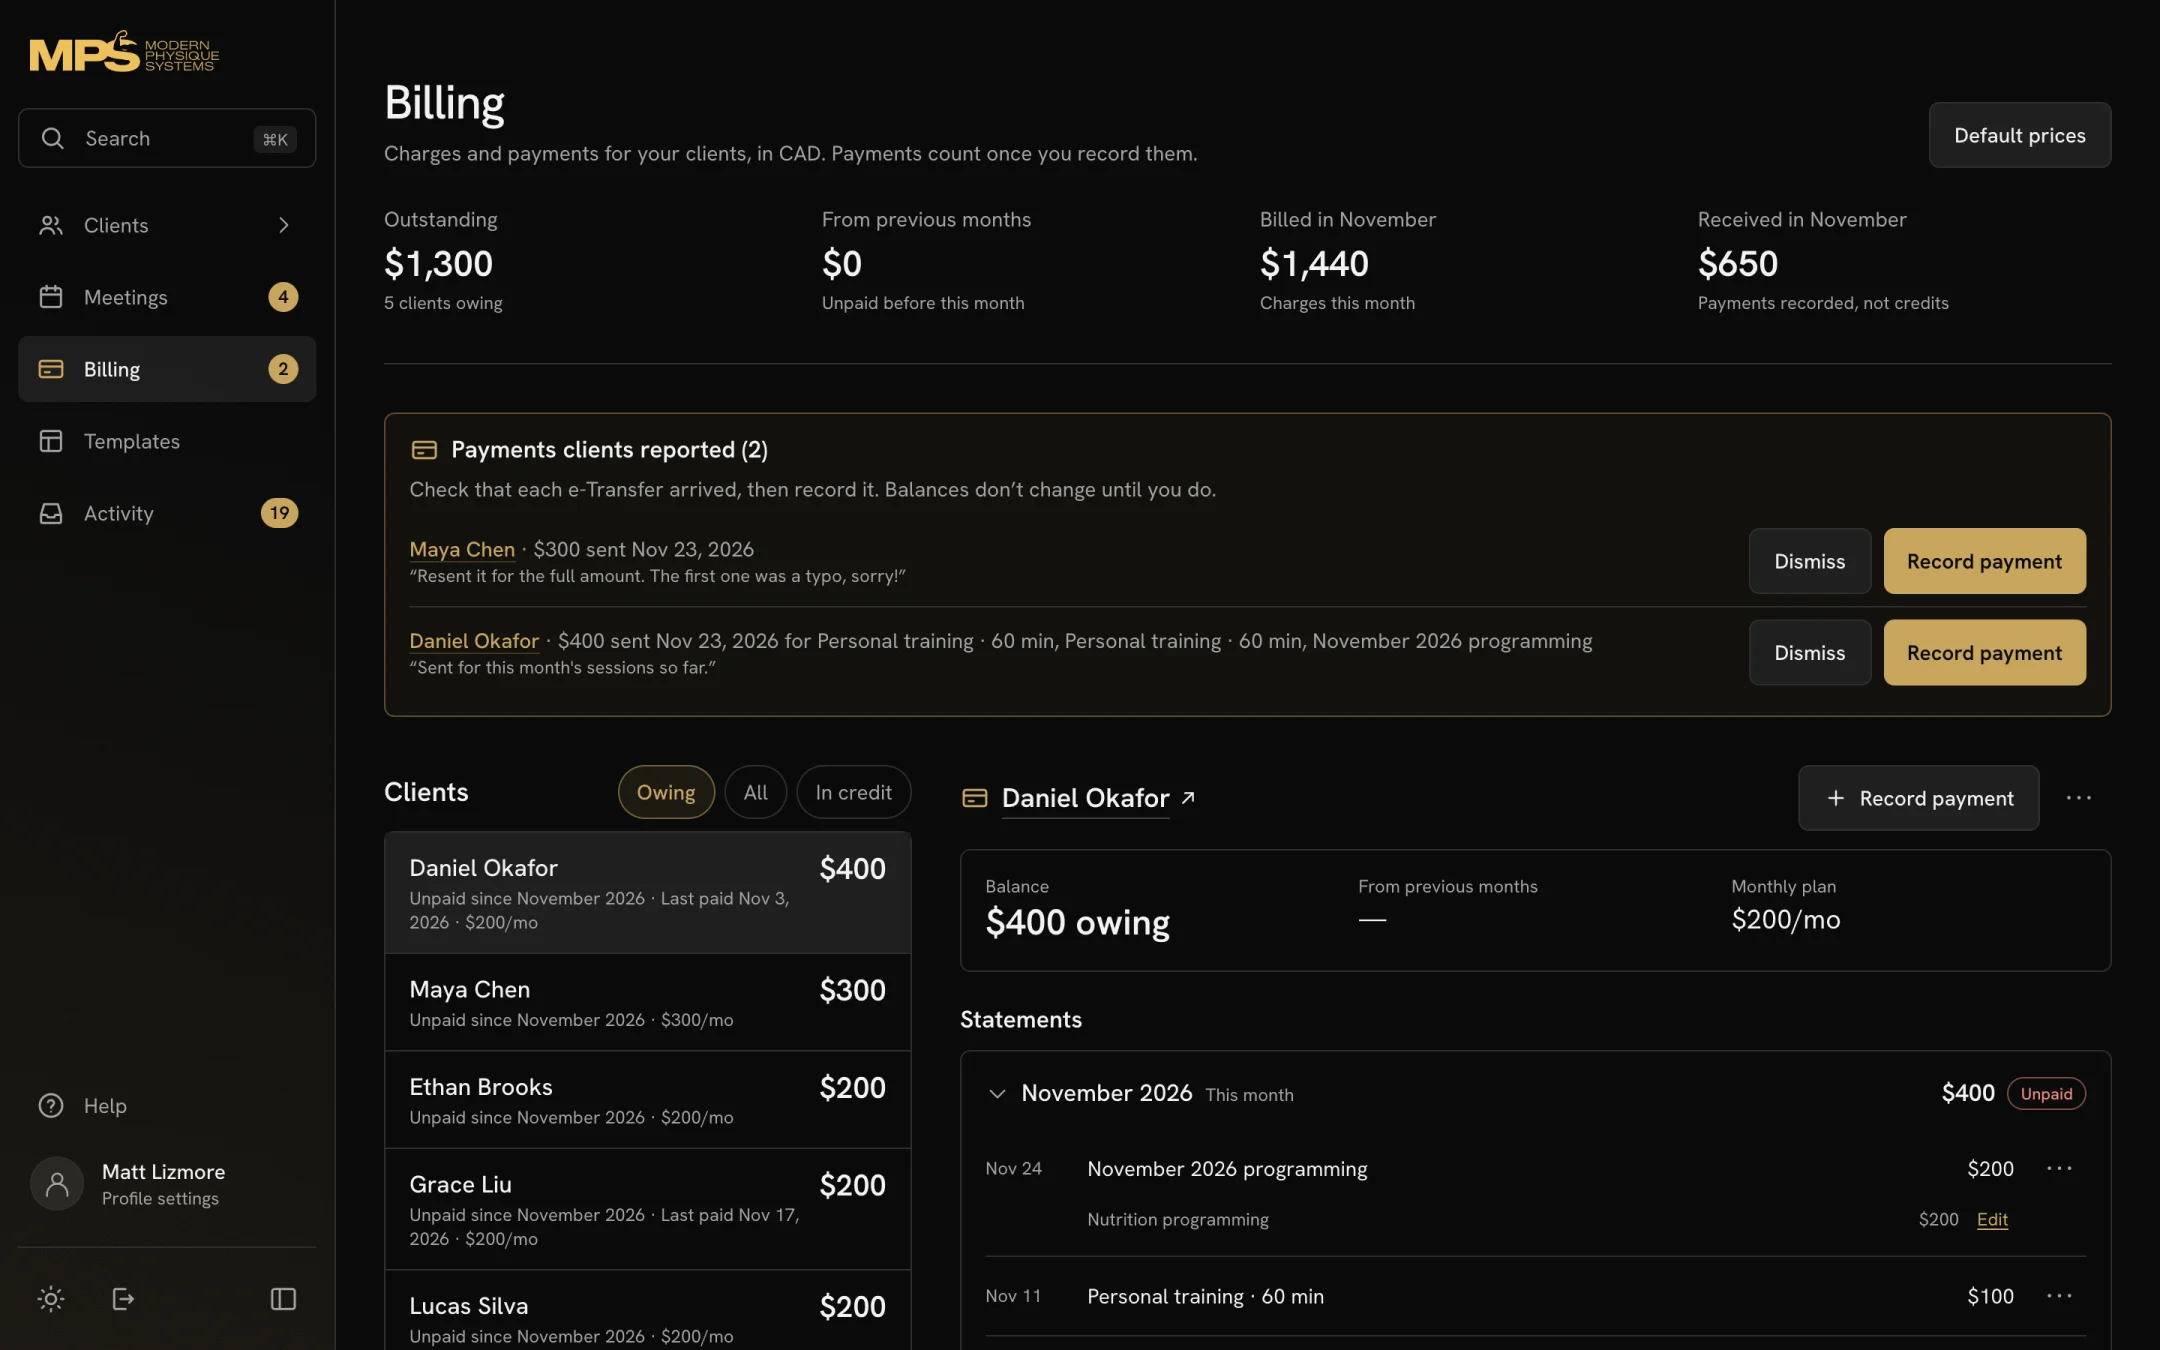 MPS MODERN PHYSIQUE SYSTEMS
Search ⌘K
Clients
Meetings 4
Billing 2
Templates
Activity 19
Help
Matt Lizmore
Profile settings
Billing
Charges and payments for your clients, in CAD. Payments count once you record them.
Default prices
Outstanding
$1,300
5 clients owing
From previous months
$0
Unpaid before this month
Billed in November
$1,440
Charges this month
Received in November
$650
Payments recorded, not credits
Payments clients reported (2)
Check that each e-Transfer arrived, then record it. Balances don’t change until you do.
Maya Chen · $300 sent Nov 23, 2026
“Resent it for the full amount. The first one was a typo, sorry!”
Dismiss
Record payment
Daniel Okafor · $400 sent Nov 23, 2026 for Personal training · 60 min, Personal training · 60 min, November 2026 programming
“Sent for this month's sessions so far.”
Dismiss
Record payment
Clients
Owing
All
In credit
Daniel Okafor $400
Unpaid since November 2026 · Last paid Nov 3,
2026 · $200/mo
Maya Chen $300
Unpaid since November 2026 · $300/mo
Ethan Brooks $200
Unpaid since November 2026 · $200/mo
Grace Liu $200
Unpaid since November 2026 · Last paid Nov 17,
2026 · $200/mo
Lucas Silva $200
Unpaid since November 2026 · $200/mo
Daniel Okafor ↗
+ Record payment ···
Balance
$400 owing
From previous months
—
Monthly plan
$200/mo
Statements
November 2026 This month $400 Unpaid
Nov 24 November 2026 programming $200 ···
Nutrition programming $200 Edit
Nov 11 Personal training · 60 min $100 ···